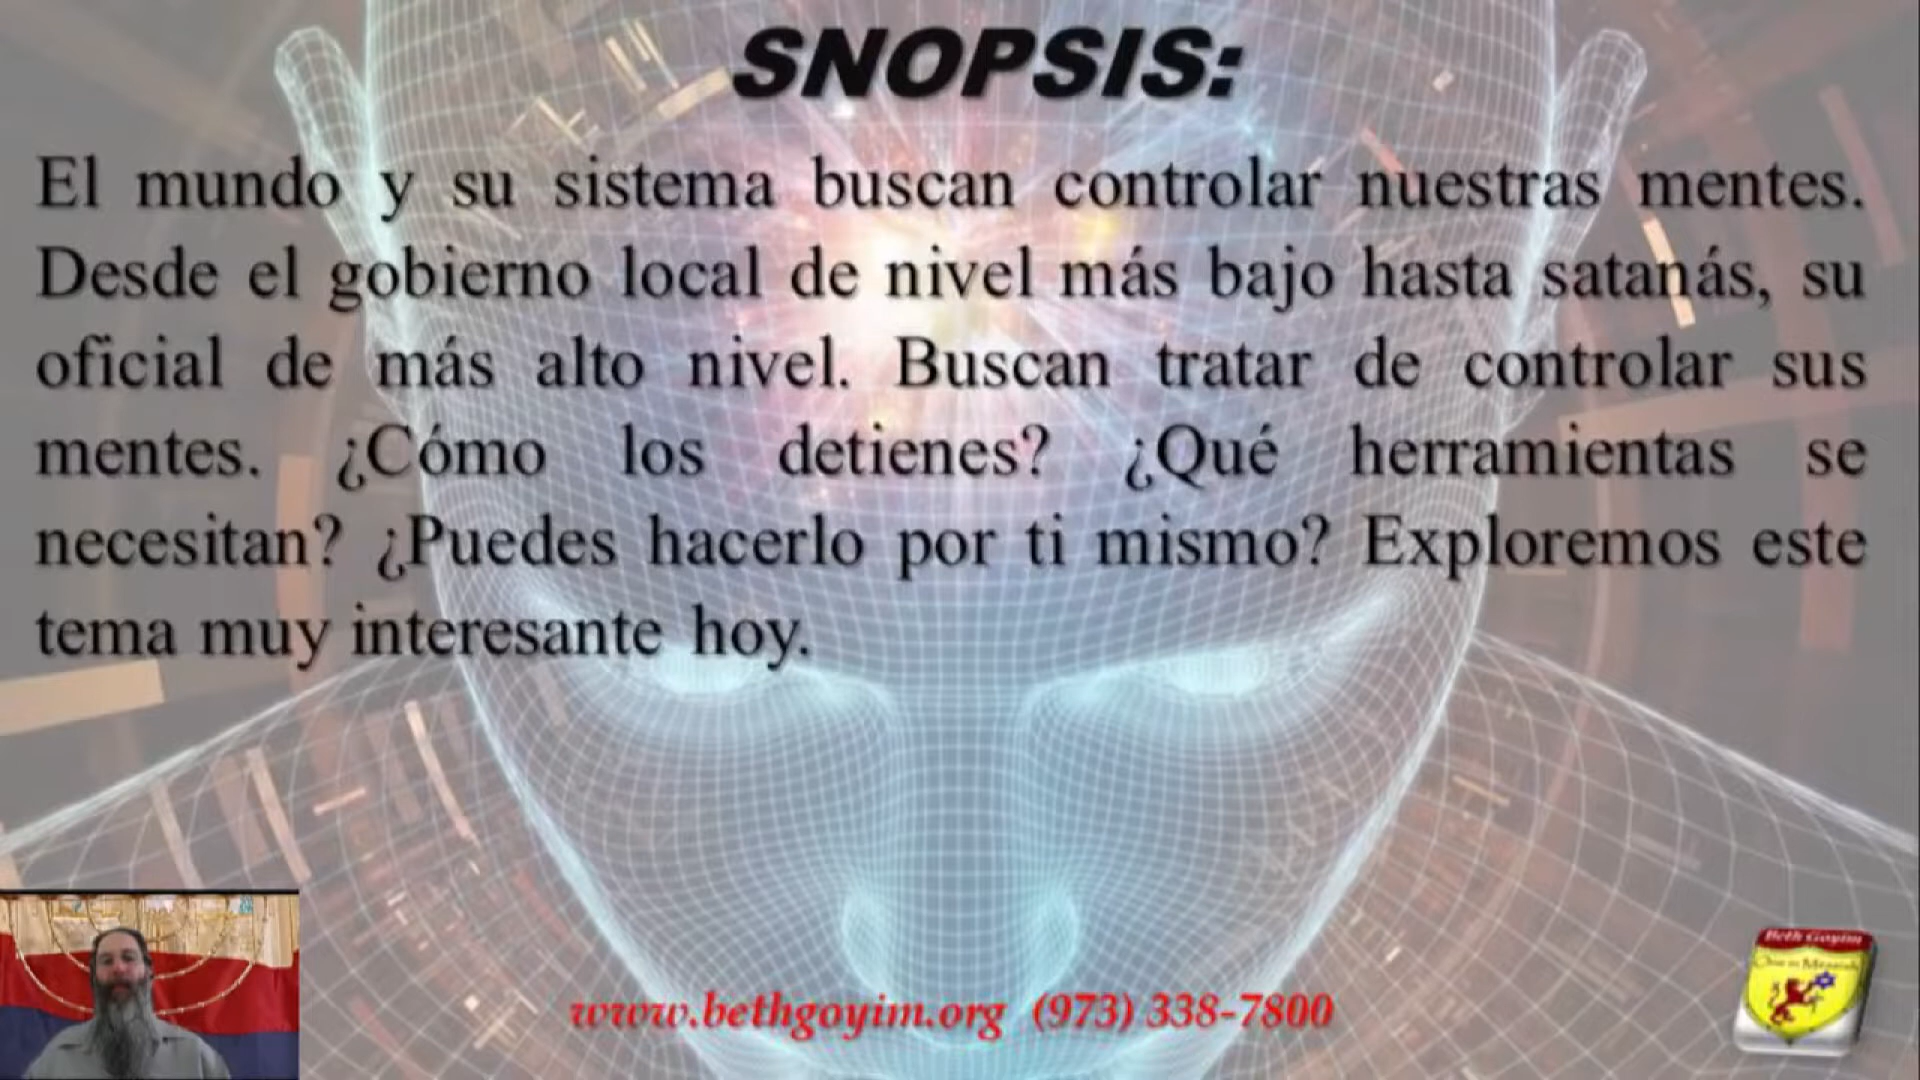 SNOPSIS:
El mundo y su sistema buscan controlar nuestras mentes.
Desde el gobierno local de nivel más bajo hasta satanás, su
oficial de más alto nivel. Buscan tratar de controlar sus
mentes. ¿Cómo los detienes? ¿Qué herramientas se
necesitan? ¿Puedes hacerlo por ti mismo? Exploremos este
tema muy interesante hoy.
www.bethgoyim.org (973) 338-7800
Beth Goyim
One in Messiah